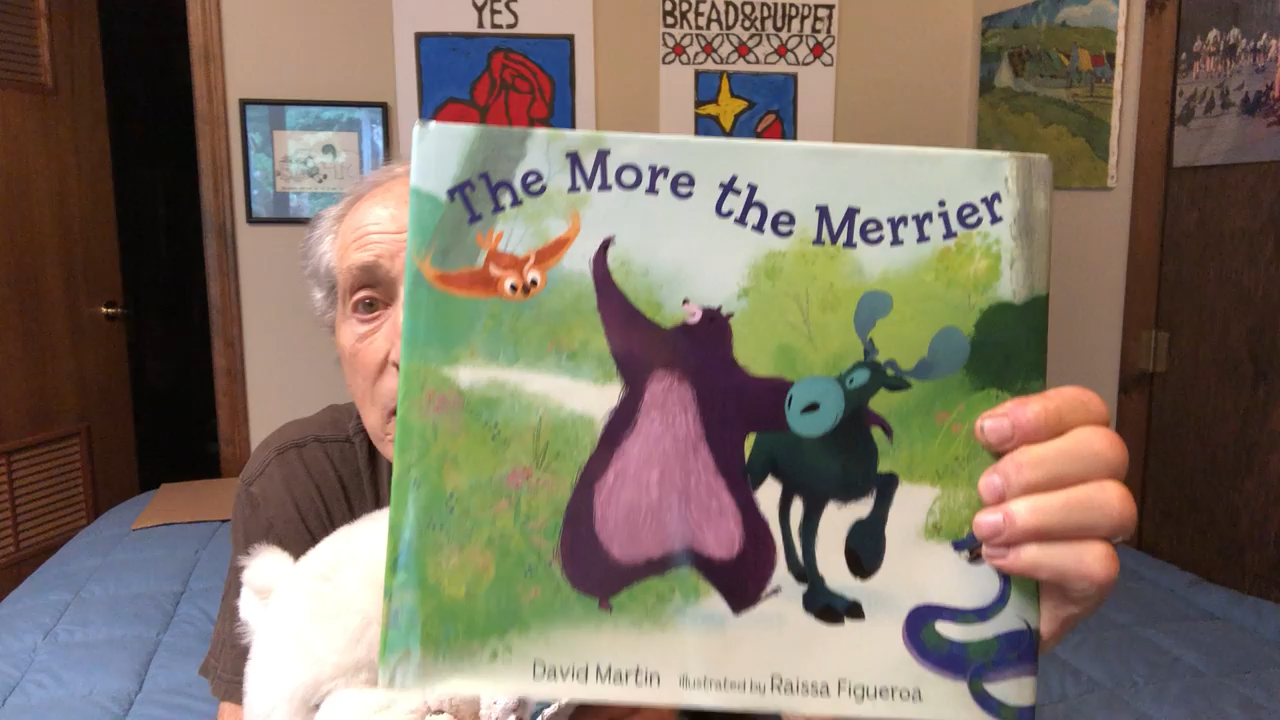 YES
BREAD&PUPPET
The More the Merrier
David Martin illustrated by Raissa Figueroa